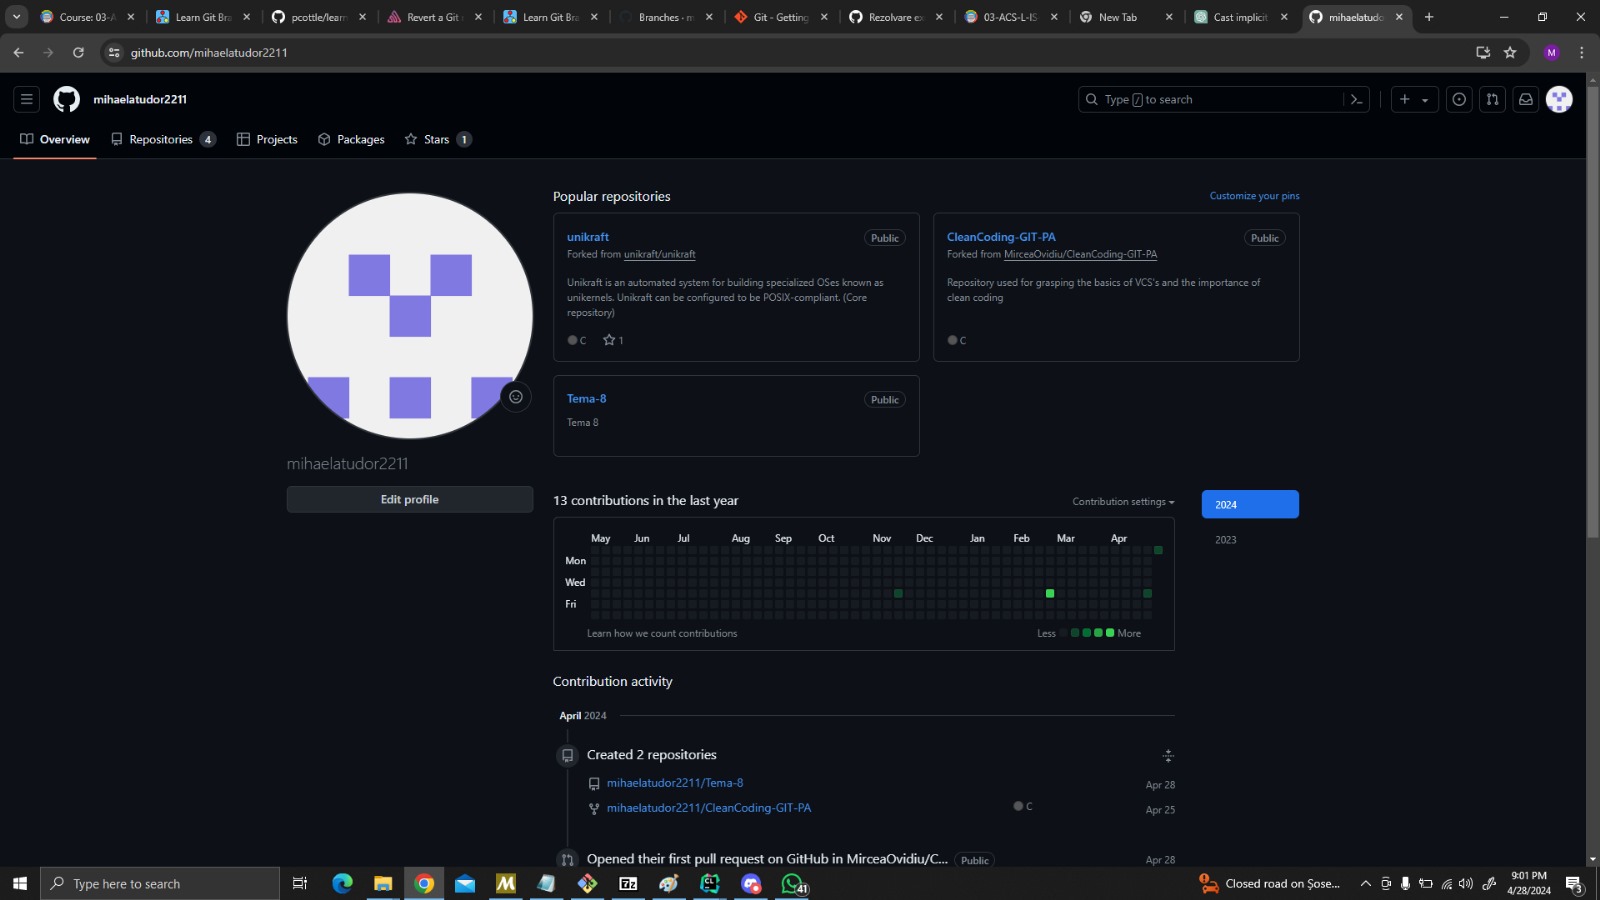 Course: 03-A
Learn Git Bra
pcottle/learn
Revert a Git
Learn Git Bra
Branches · m
Git - Getting
Rezolvare ex
03-ACS-L-IS
New Tab
Cast implicit
mihaelatudo
github.com/mihaelatudor2211
M
mihaelatudor2211
Type / to search
Overview
Repositories 4
Projects
Packages
Stars 1
Popular repositories
Customize your pins
unikraft
Public
Forked from unikraft/unikraft
Unikraft is an automated system for building specialized OSes known as
unikernels. Unikraft can be configured to be POSIX-compliant. (Core
repository)
C
1
CleanCoding-GIT-PA
Public
Forked from MirceaOvidiu/CleanCoding-GIT-PA
Repository used for grasping the basics of VCS's and the importance of
clean coding
C
Tema-8
Public
Tema 8
mihaelatudor2211
Edit profile
13 contributions in the last year
Contribution settings
2024
2023
May Jun Jul Aug Sep Oct Nov Dec Jan Feb Mar Apr
Mon
Wed
Fri
Learn how we count contributions
Less
More
Contribution activity
April 2024
Created 2 repositories
mihaelatudor2211/Tema-8
Apr 28
mihaelatudor2211/CleanCoding-GIT-PA
C
Apr 25
Opened their first pull request on GitHub in MirceaOvidiu/C... Public
Apr 28
Type here to search
7z
CL
41
Closed road on Șose...
9:01 PM
4/28/2024
3